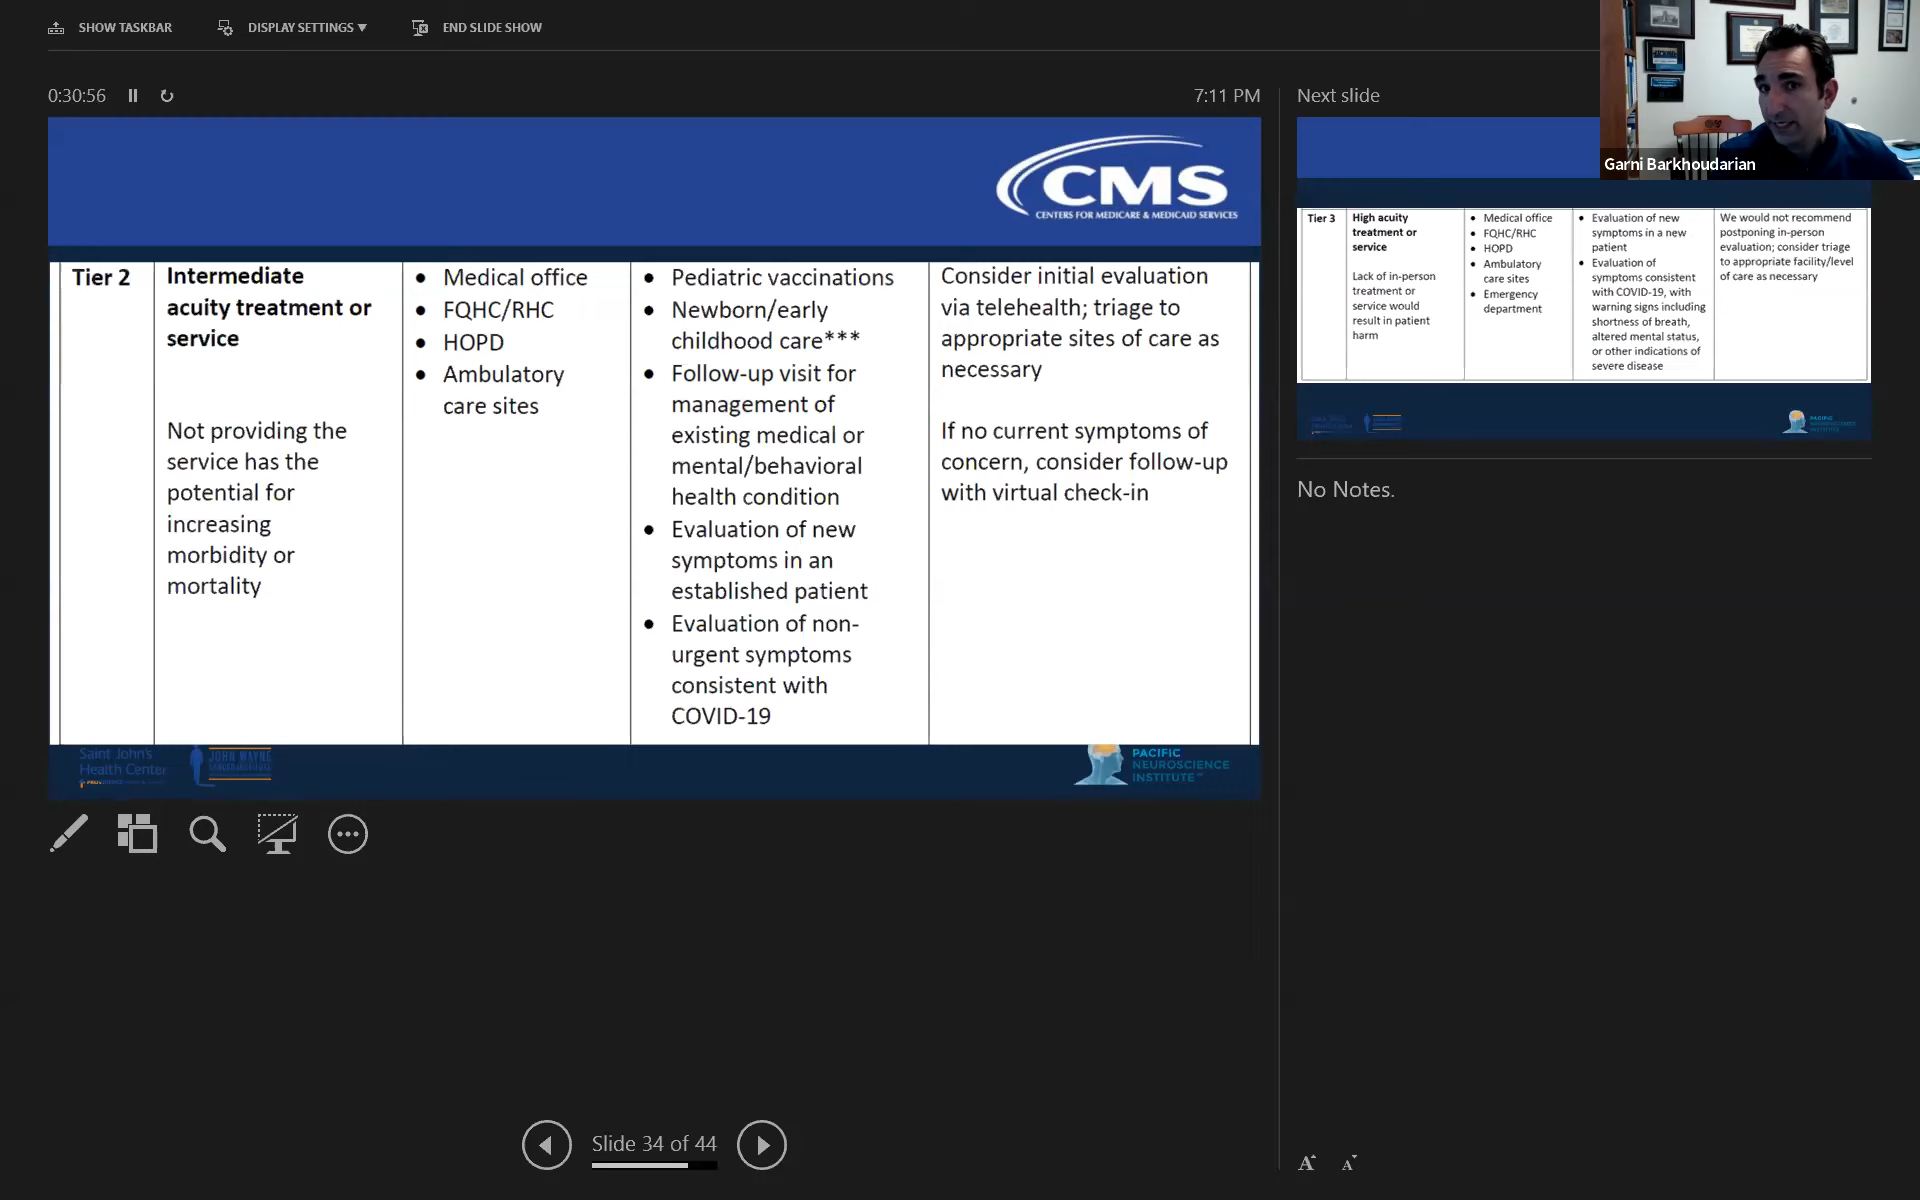 SHOW TASKBAR
DISPLAY SETTINGS
END SLIDE SHOW
0:30:56
7:11 PM
CMS
CENTERS FOR MEDICARE & MEDICAID SERVICES
Tier 2
Intermediate
acuity treatment or
service
Not providing the
service has the
potential for
increasing
morbidity or
mortality
• Medical office
• FQHC/RHC
• HOPD
• Ambulatory
care sites
• Pediatric vaccinations
• Newborn/early
childhood care***
• Follow-up visit for
management of
existing medical or
mental/behavioral
health condition
• Evaluation of new
symptoms in an
established patient
• Evaluation of non-
urgent symptoms
consistent with
COVID-19
Consider initial evaluation
via telehealth; triage to
appropriate sites of care as
necessary
If no current symptoms of
concern, consider follow-up
with virtual check-in
Saint John's
Health Center
JOHN WAYNE
PACIFIC
NEUROSCIENCE
INSTITUTE
Slide 34 of 44
Next slide
Garni Barkhoudarian
Tier 3
High acuity
treatment or
service
Lack of in-person
treatment or
service would
result in patient
harm
• Medical office
• FQHC/RHC
• HOPD
• Ambulatory
care sites
• Emergency
department
• Evaluation of new
symptoms in a new
patient
• Evaluation of
symptoms consistent
with COVID-19, with
warning signs including
shortness of breath,
altered mental status,
or other indications of
severe disease
We would not recommend
postponing in-person
evaluation; consider triage
to appropriate facility/level
of care as necessary
PACIFIC
NEUROSCIENCE
INSTITUTE
No Notes.
A A